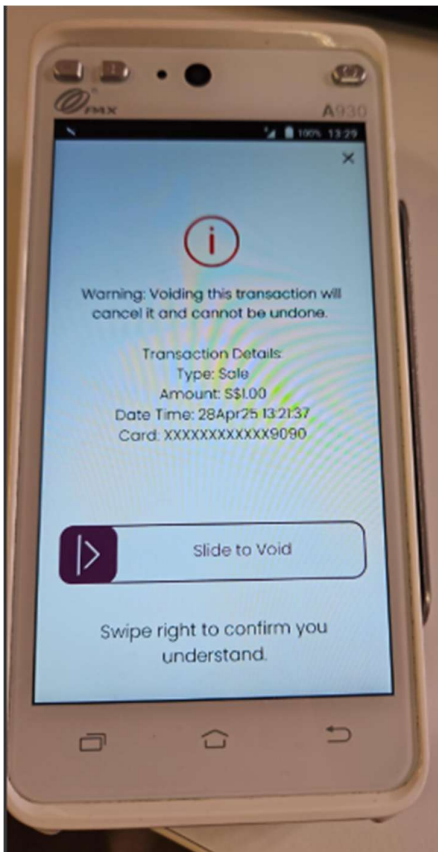 PAX
A930
100% 13:29
Warning: Voiding this transaction will
cancel it and cannot be undone.
Transaction Details:
Type: Sale
Amount: S$1.00
Date Time: 28Apr25 13:21:37
Card: XXXXXXXXXXXX9090
Slide to Void
Swipe right to confirm you
understand.